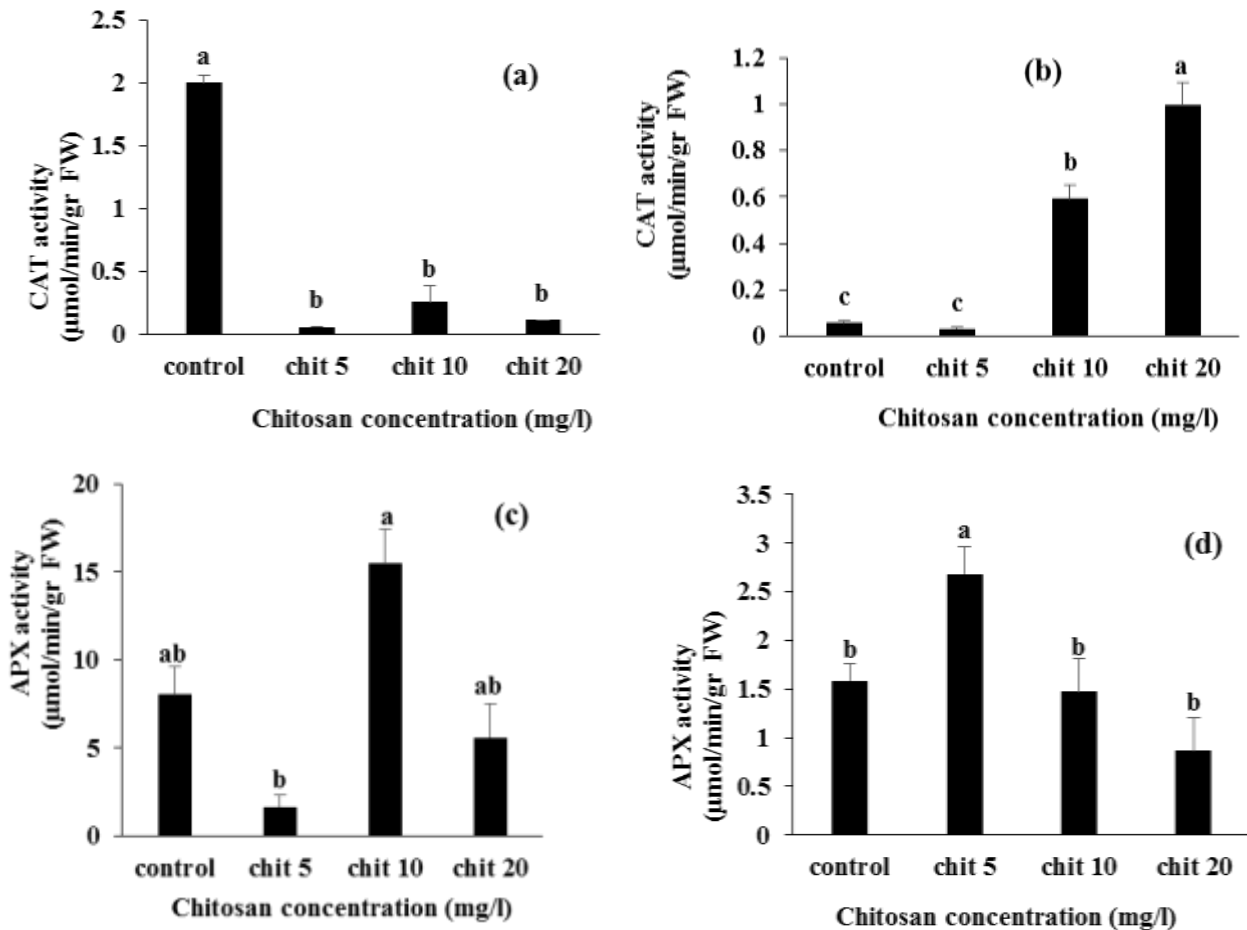 2.5
2
1.5
1
0.5
0
CAT activity
(µmol/min/gr FW)
a
b
b
b
(a)
control chit 5 chit 10 chit 20
Chitosan concentration (mg/l)
1.2
1
0.8
0.6
0.4
0.2
0
CAT activity
(µmol/min/gr FW)
c
c
b
a
(b)
control chit 5 chit 10 chit 20
Chitosan concentration (mg/l)
20
15
10
5
0
APX activity
(µmol/min/gr FW)
ab
b
a
ab
(c)
control chit 5 chit 10 chit 20
Chitosan concentration (mg/l)
3.5
3
2.5
2
1.5
1
0.5
0
APX activity
(µmol/min/gr FW)
b
a
b
b
(d)
control chit 5 chit 10 chit 20
Chitosan concentration (mg/l)